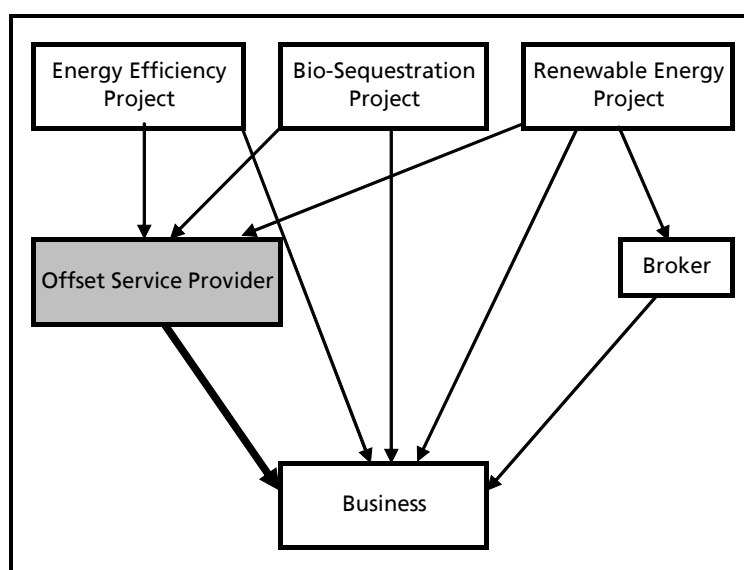 Energy Efficiency
Project
Bio-Sequestration
Project
Renewable Energy
Project
Offset Service Provider
Broker
Business